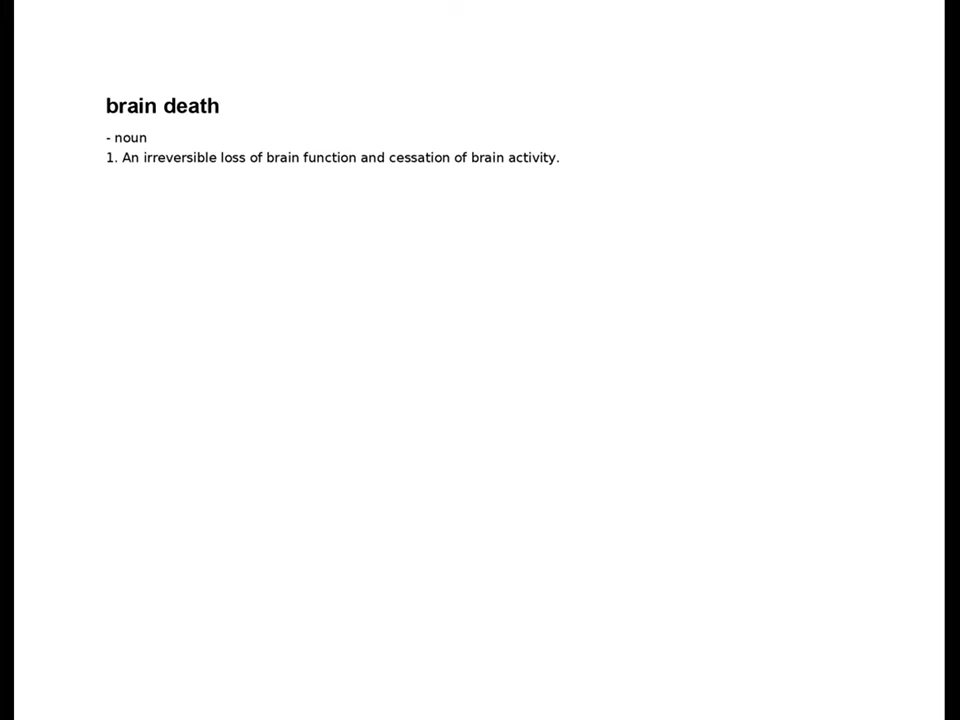 brain death
- noun
1. An irreversible loss of brain function and cessation of brain activity.